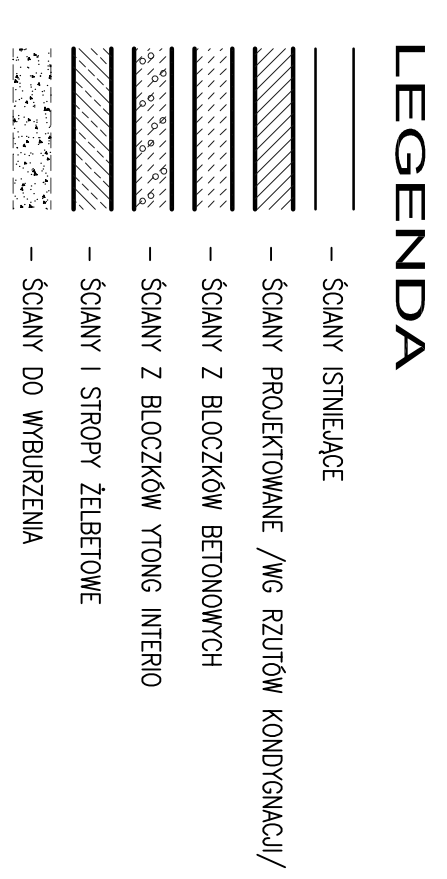 LEGENDA
– ŚCIANY ISTNIEJĄCE
– ŚCIANY PROJEKTOWANE /WG RZUTÓW KONDYGNACJI/
– ŚCIANY Z BLOCZKÓW BETONOWYCH
– ŚCIANY Z BLOCZKÓW YTONG INTERIO
– ŚCIANY I STROPY ŻELBETOWE
– ŚCIANY DO WYBURZENIA